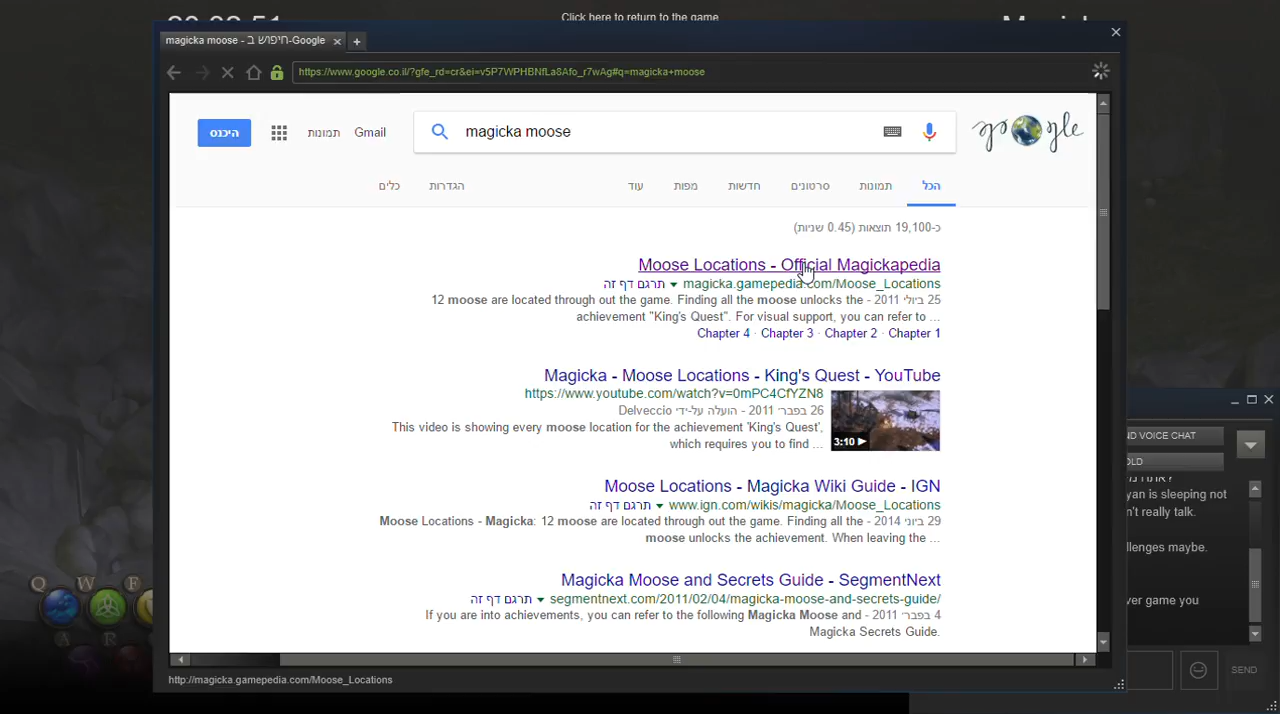 Click here to return to the game
magicka moose - חיפוש ב-Google
https://www.google.co.il/?gfe_rd=cr&ei=v5P7WPHBNfLa8Afo_r7wAg#q=magicka+moose
היכנס
תמונות
Gmail
magicka moose
הכל
תמונות
סרטונים
חדשות
מפות
עוד
הגדרות
כלים
כ-19,100 תוצאות (0.45 שניות)
Moose Locations - Official Magickapedia
magicka.gamepedia.com/Moose_Locations ▼ תרגם דף זה
25 ביולי 2011 - 12 moose are located through out the game. Finding all the moose unlocks the
achievement "King's Quest". For visual support, you can refer to ...
Chapter 4 · Chapter 3 · Chapter 2 · Chapter 1
Magicka - Moose Locations - King's Quest - YouTube
https://www.youtube.com/watch?v=0mPC4CfYZN8
26 בפבר׳ 2011 - הועלה על-ידי Delveccio
This video is showing every moose location for the achievement 'King's Quest',
which requires you to find ...
3:10
Moose Locations - Magicka Wiki Guide - IGN
www.ign.com/wikis/magicka/Moose_Locations ▼ תרגם דף זה
29 ביוני 2014 - Moose Locations - Magicka: 12 moose are located through out the game. Finding all the
moose unlocks the achievement. When leaving the ...
Magicka Moose and Secrets Guide - SegmentNext
segmentnext.com/2011/02/04/magicka-moose-and-secrets-guide/ ▼ תרגם דף זה
4 בפבר׳ 2011 - If you are into achievements, you can refer to the following Magicka Moose and
Magicka Secrets Guide.
http://magicka.gamepedia.com/Moose_Locations
ND VOICE CHAT
OLD
yan is sleeping not
n't really talk.
llenges maybe.
ver game you
SEND
Q W F
A R